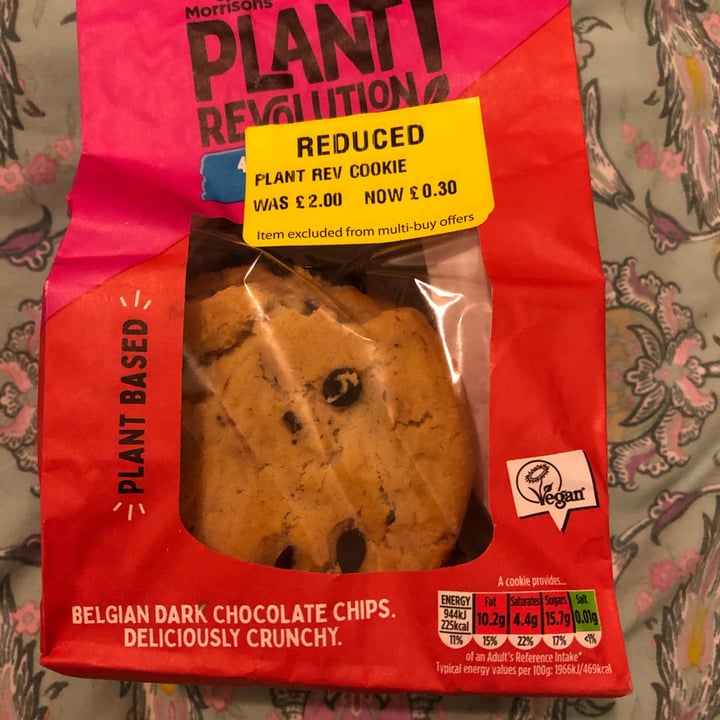 Morrisons
PLANT
REVOLUTION
4
REDUCED
PLANT REV COOKIE
WAS £2.00 NOW £0.30
Item excluded from multi-buy offers
PLANT BASED
Vegan
A cookie provides...
ENERGY Fat Saturates Sugars Salt
944kJ
225kcal 10.2g 4.4g 15.7g 0.01g
11% 15% 22% 17% <1%
of an Adult's Reference Intake*
Typical energy values per 100g: 1966kJ/469kcal
BELGIAN DARK CHOCOLATE CHIPS.
DELICIOUSLY CRUNCHY.